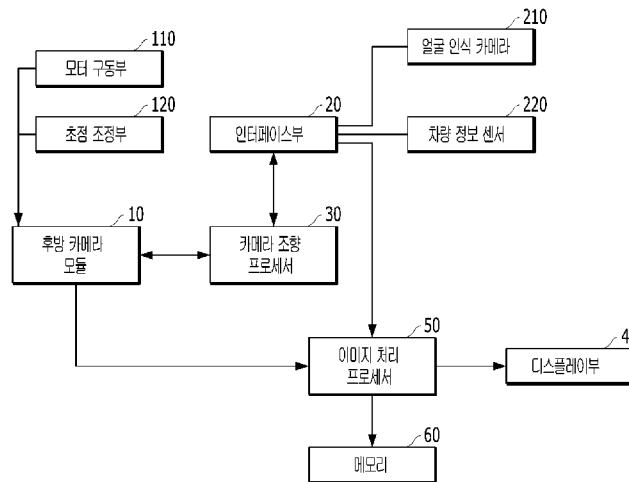 110
모터 구동부
120
초점 조정부
10
후방 카메라
모듈
20
인터페이스부
30
카메라 조향
프로세서
210
얼굴 인식 카메라
220
차량 정보 센서
50
이미지 처리
프로세서
4
디스플레이부
60
메모리